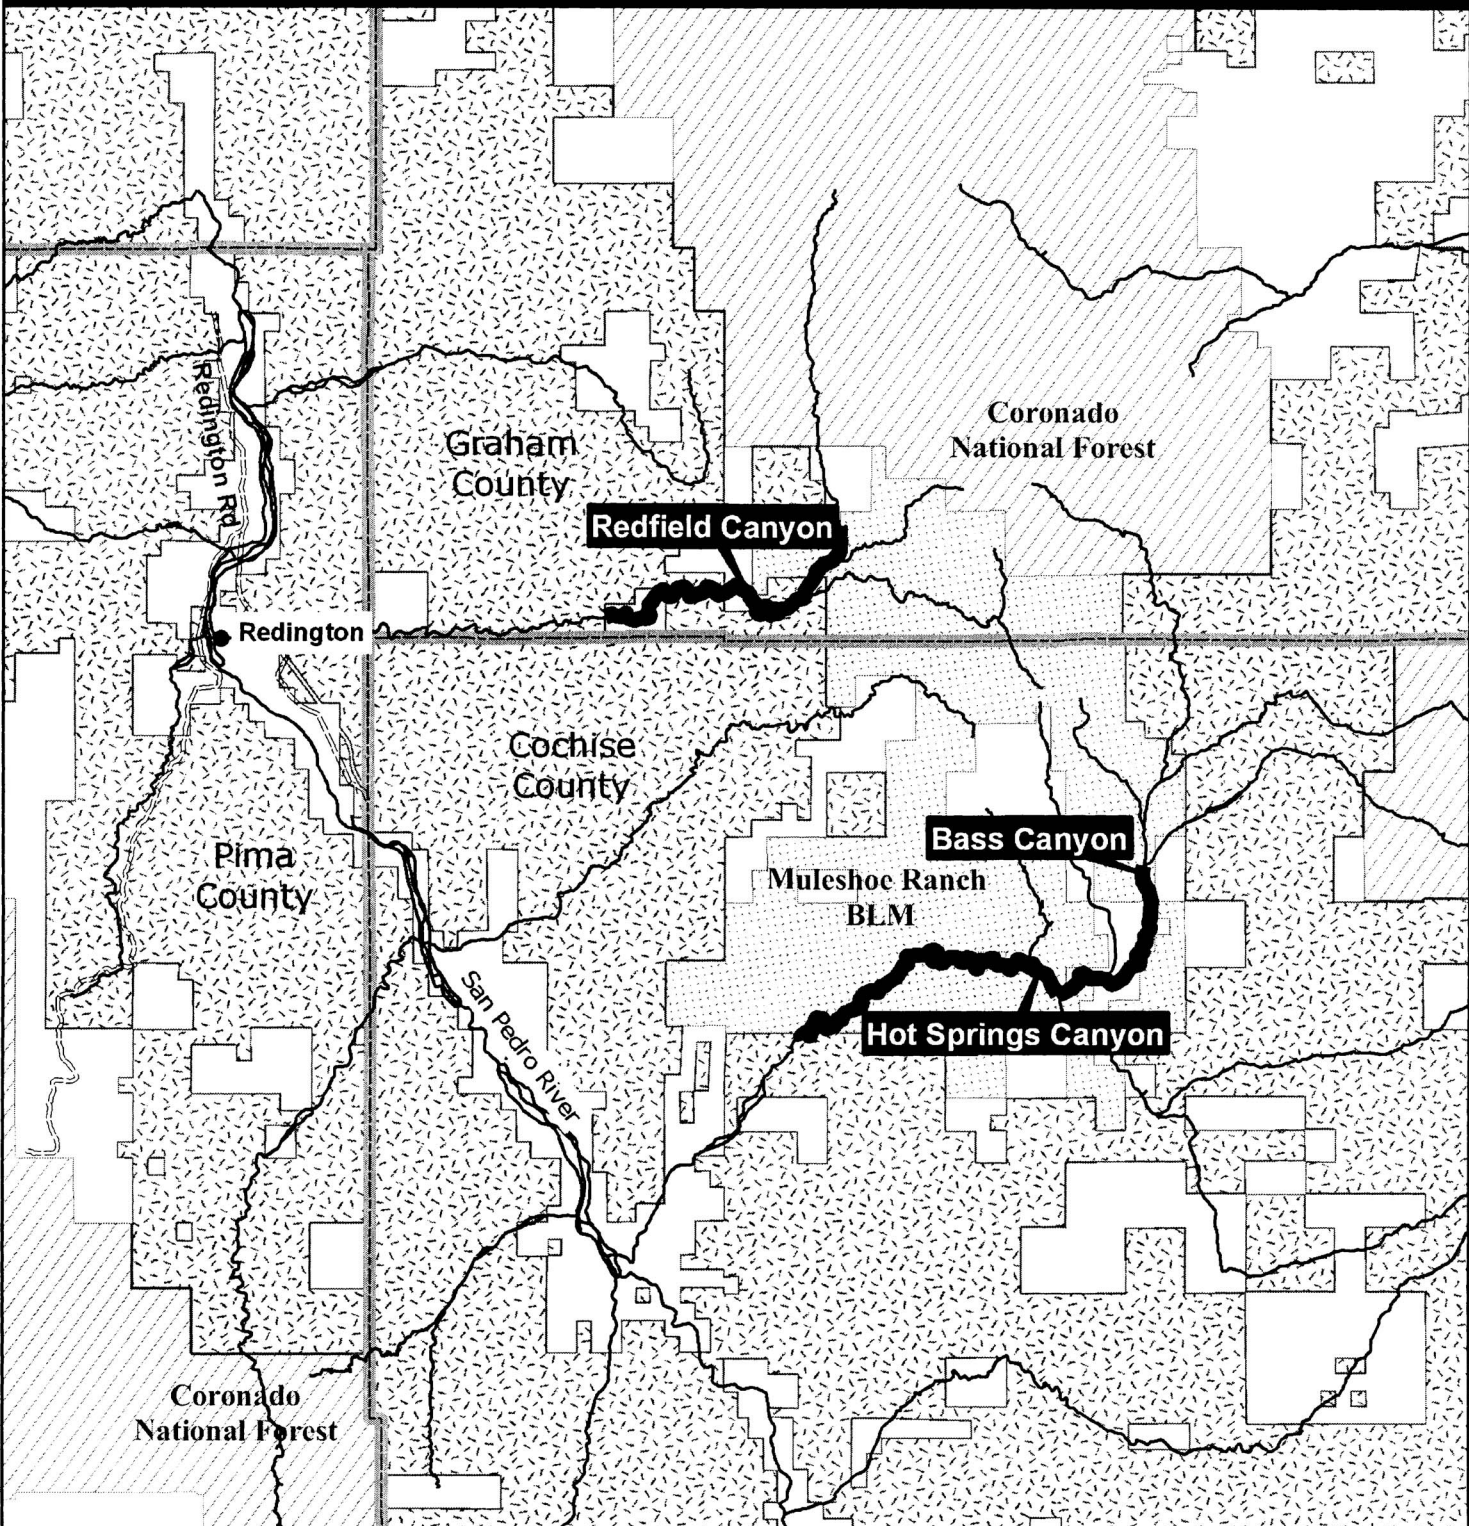 Coronado
National Forest
Redington Rd
Graham
County
Redfield Canyon
Redington
Cochise
County
Bass Canyon
Pima
County
Muleshoe Ranch
BLM
San Pedro River
Hot Springs Canyon
Coronado
National Forest